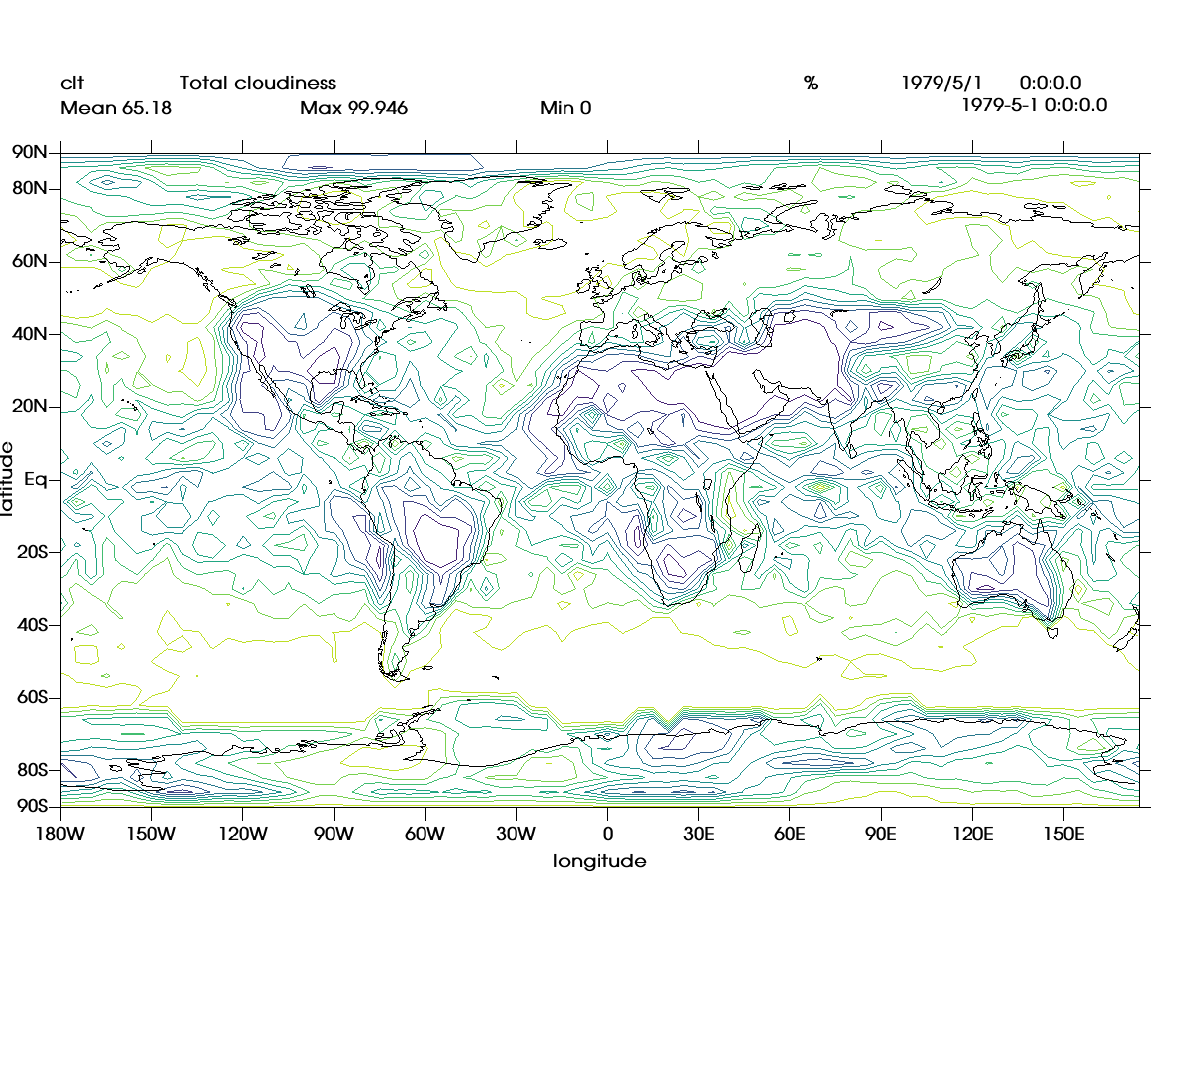 clt Total cloudiness % 1979/5/1 0:0:0.0
Mean 65.18 Max 99.946 Min 0 1979-5-1 0:0:0.0
90N
80N
60N
40N
20N
Eq
20S
40S
60S
80S
90S
latitude
180W 150W 120W 90W 60W 30W 0 30E 60E 90E 120E 150E
longitude